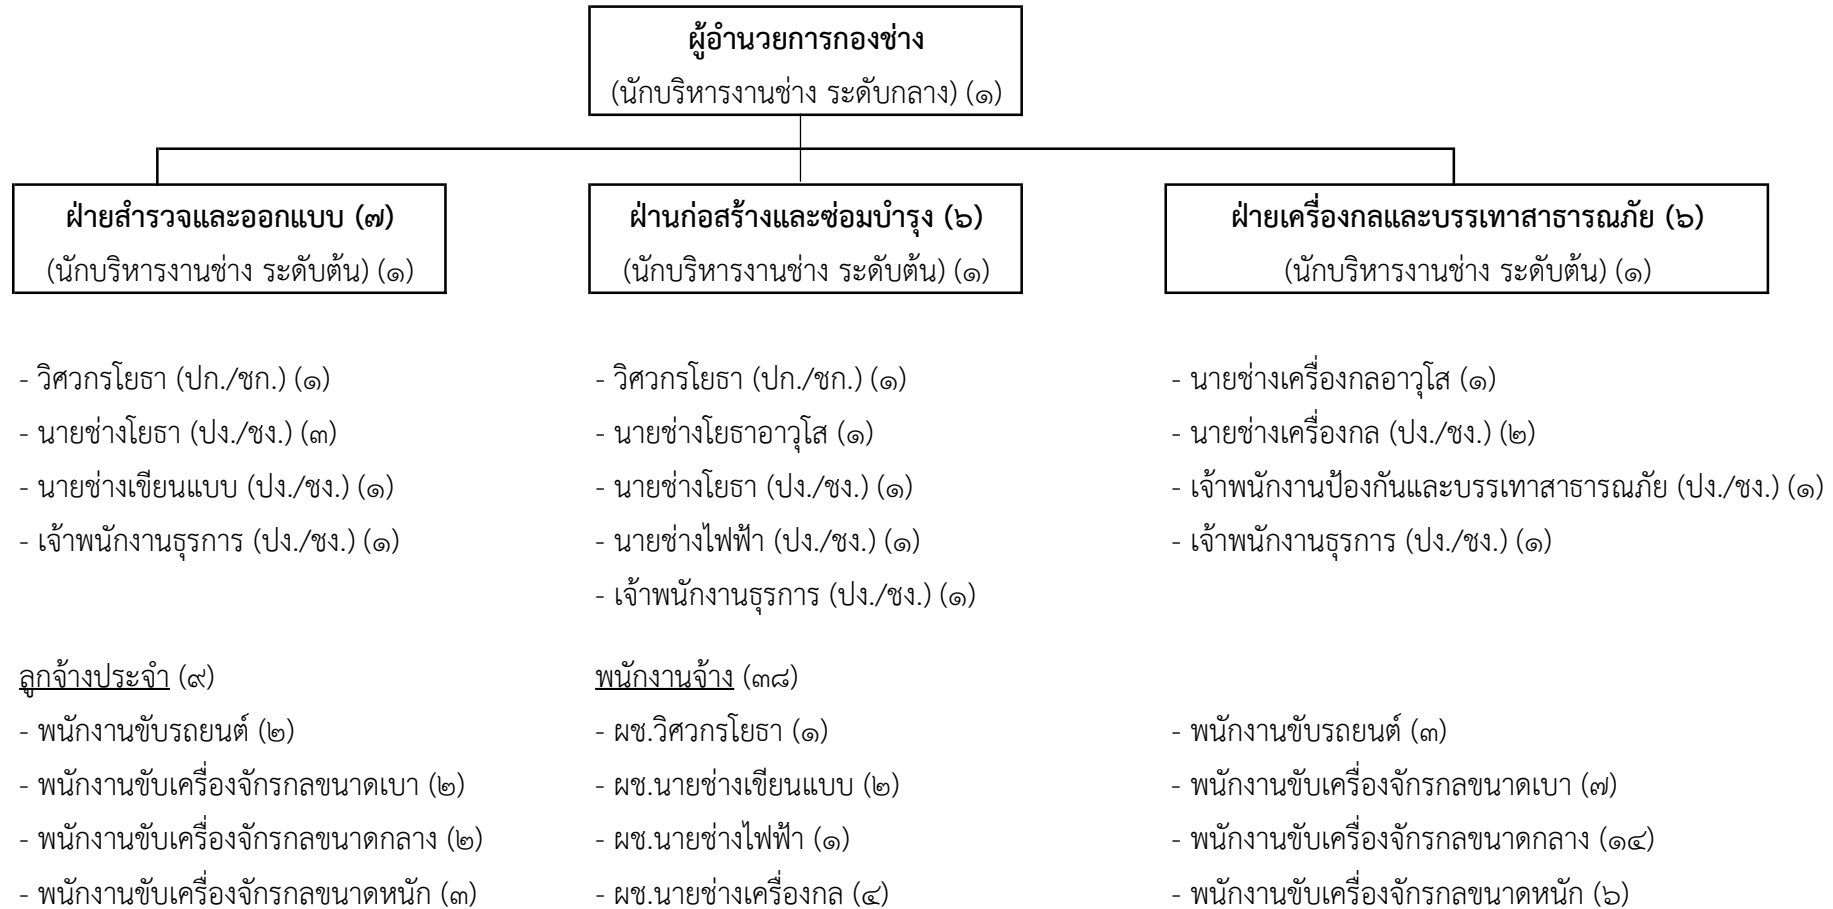 ผู้อำนวยการกองช่าง
(นักบริหารงานช่าง ระดับกลาง) (๑)
ฝ่ายสำรวจและออกแบบ (๗)
(นักบริหารงานช่าง ระดับต้น) (๑)
ฝ่านก่อสร้างและซ่อมบำรุง (๖)
(นักบริหารงานช่าง ระดับต้น) (๑)
ฝ่ายเครื่องกลและบรรเทาสาธารณภัย (๖)
(นักบริหารงานช่าง ระดับต้น) (๑)
- วิศวกรโยธา (ปก./ชก.) (๑)
- นายช่างโยธา (ปง./ชง.) (๓)
- นายช่างเขียนแบบ (ปง./ชง.) (๑)
- เจ้าพนักงานธุรการ (ปง./ชง.) (๑)
- วิศวกรโยธา (ปก./ชก.) (๑)
- นายช่างโยธาอาวุโส (๑)
- นายช่างโยธา (ปง./ชง.) (๑)
- นายช่างไฟฟ้า (ปง./ชง.) (๑)
- เจ้าพนักงานธุรการ (ปง./ชง.) (๑)
- นายช่างเครื่องกลอาวุโส (๑)
- นายช่างเครื่องกล (ปง./ชง.) (๒)
- เจ้าพนักงานป้องกันและบรรเทาสาธารณภัย (ปง./ชง.) (๑)
- เจ้าพนักงานธุรการ (ปง./ชง.) (๑)
ลูกจ้างประจำ (๙)
- พนักงานขับรถยนต์ (๒)
- พนักงานขับเครื่องจักรกลขนาดเบา (๒)
- พนักงานขับเครื่องจักรกลขนาดกลาง (๒)
- พนักงานขับเครื่องจักรกลขนาดหนัก (๓)
พนักงานจ้าง (๓๘)
- ผช.วิศวกรโยธา (๑)
- ผช.นายช่างเขียนแบบ (๒)
- ผช.นายช่างไฟฟ้า (๑)
- ผช.นายช่างเครื่องกล (๔)
- พนักงานขับรถยนต์ (๓)
- พนักงานขับเครื่องจักรกลขนาดเบา (๗)
- พนักงานขับเครื่องจักรกลขนาดกลาง (๑๔)
- พนักงานขับเครื่องจักรกลขนาดหนัก (๖)